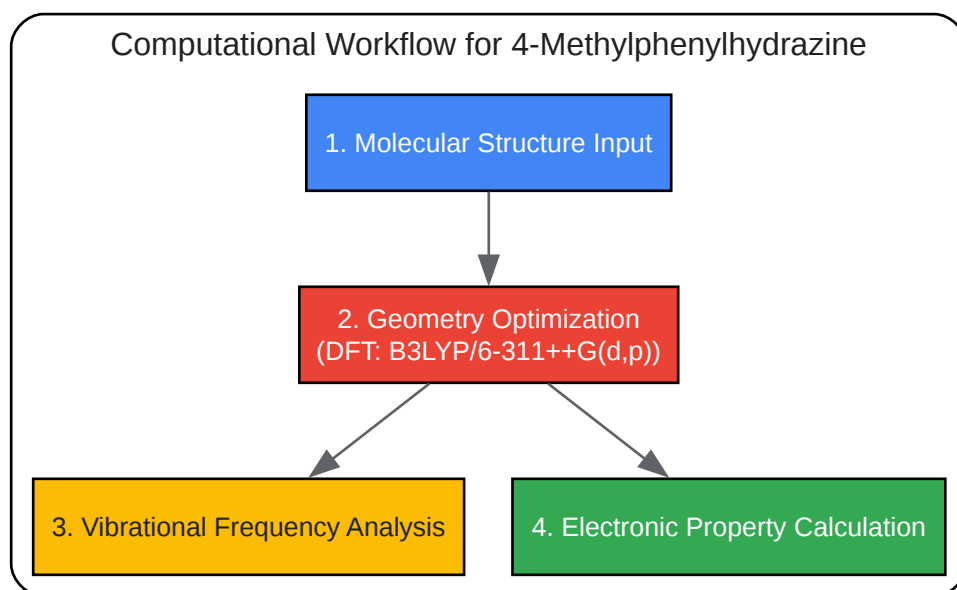 Computational Workflow for 4-Methylphenylhydrazine
1. Molecular Structure Input
2. Geometry Optimization
(DFT: B3LYP/6-311++G(d,p))
3. Vibrational Frequency Analysis
4. Electronic Property Calculation